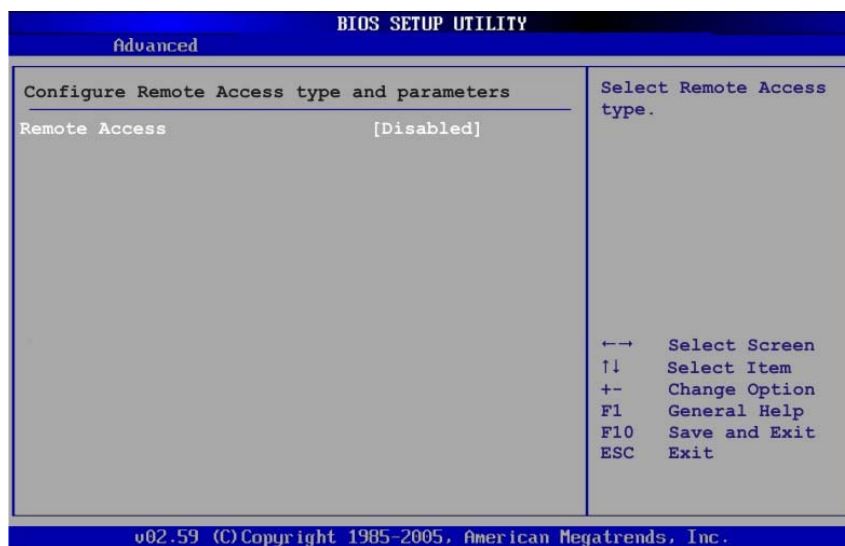 BIOS SETUP UTILITY
Advanced
Configure Remote Access type and parameters
Remote Access [Disabled]
Select Remote Access
type.
←→ Select Screen
↑↓ Select Item
+- Change Option
F1 General Help
F10 Save and Exit
ESC Exit
v02.59 (C)Copyright 1985-2005, American Megatrends, Inc.